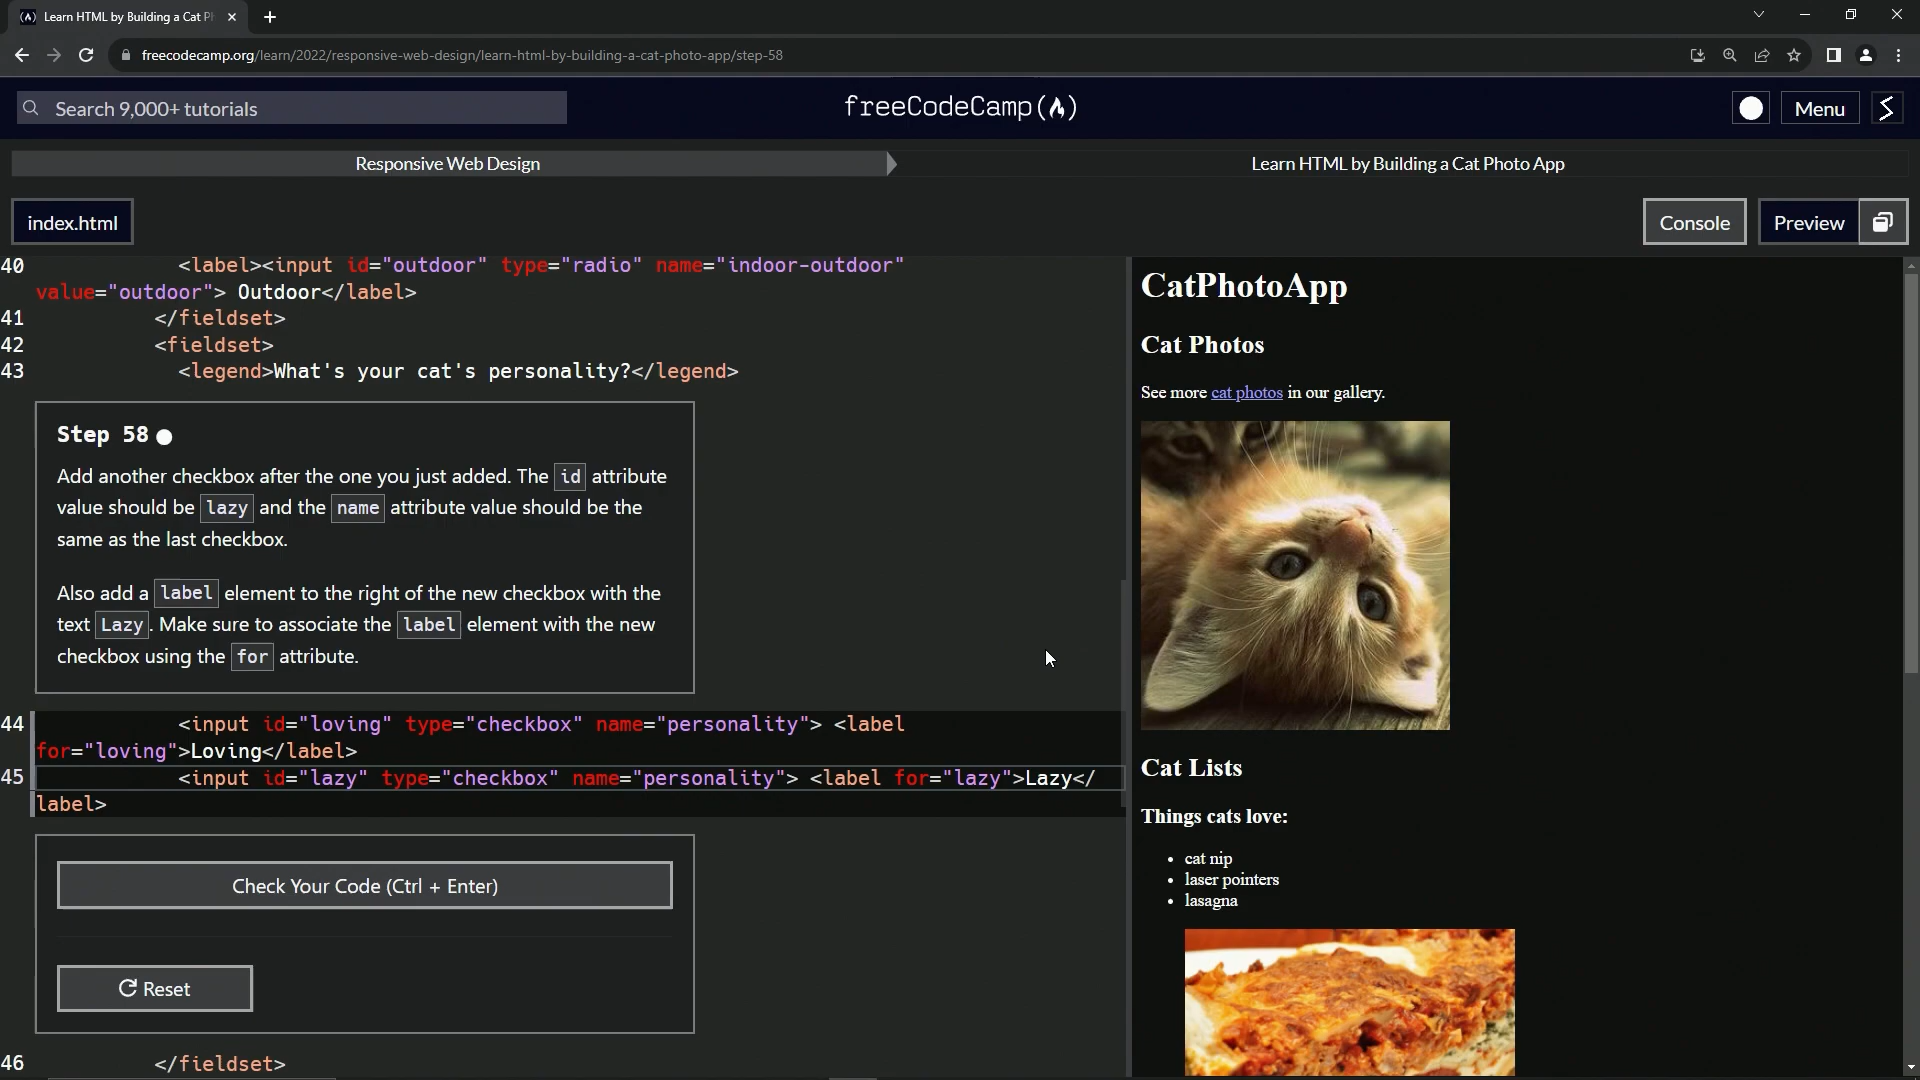 Learn HTML by Building a Cat P
freecodecamp.org/learn/2022/responsive-web-design/learn-html-by-building-a-cat-photo-app/step-58
Search 9,000+ tutorials
freeCodeCamp(🔥)
Menu
Responsive Web Design
Learn HTML by Building a Cat Photo App
index.html
Console
Preview
40 <label><input id="outdoor" type="radio" name="indoor-outdoor"
value="outdoor"> Outdoor</label>
41 </fieldset>
42 <fieldset>
43 <legend>What's your cat's personality?</legend>
Step 58
Add another checkbox after the one you just added. The id attribute
value should be lazy and the name attribute value should be the
same as the last checkbox.
Also add a label element to the right of the new checkbox with the
text Lazy. Make sure to associate the label element with the new
checkbox using the for attribute.
44 <input id="loving" type="checkbox" name="personality"> <label
for="loving">Loving</label>
45 <input id="lazy" type="checkbox" name="personality"> <label for="lazy">Lazy</
label>
Check Your Code (Ctrl + Enter)
Reset
46 </fieldset>
CatPhotoApp
Cat Photos
See more cat photos in our gallery.
Cat Lists
Things cats love:
• cat nip
• laser pointers
• lasagna